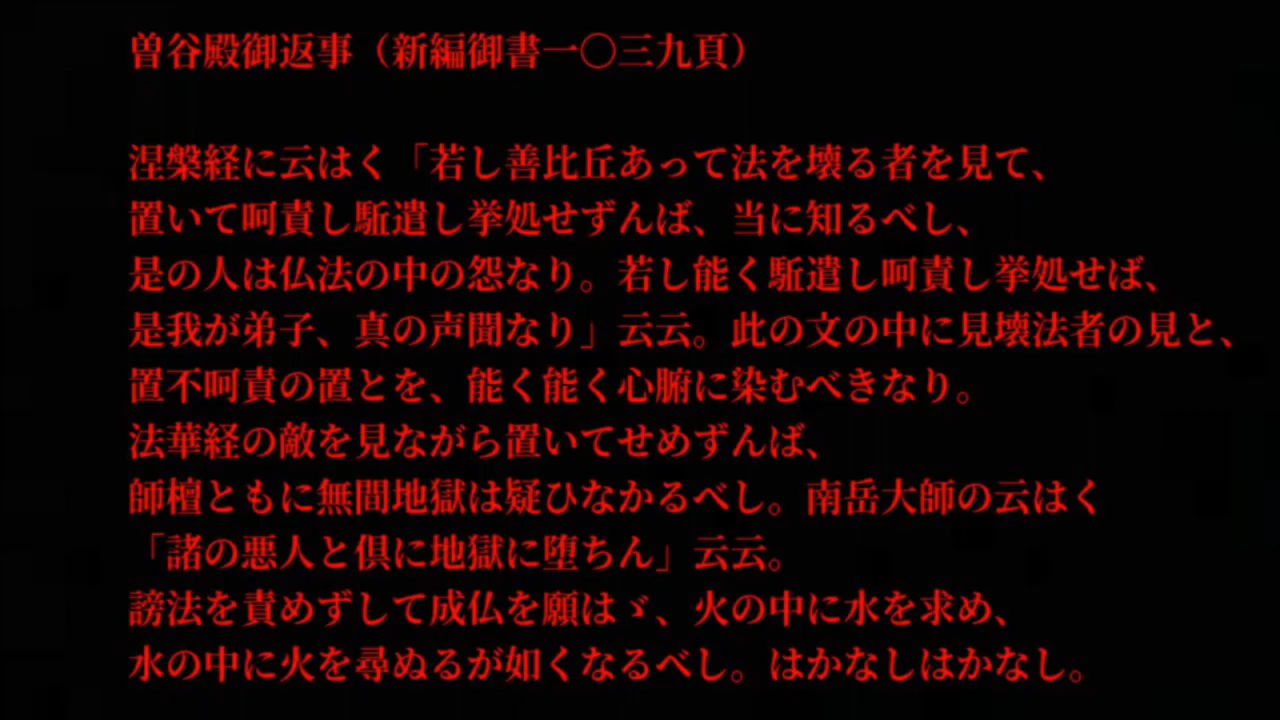 曽谷殿御返事（新編御書一〇三九頁）
涅槃経に云はく「若し善比丘あって法を壊る者を見て、
置いて呵責し駈遣し挙処せずんば、当に知るべし、
是の人は仏法の中の怨なり。若し能く駈遣し呵責し挙処せば、
是我が弟子、真の声聞なり」云云。此の文の中に見壊法者の見と、
置不呵責の置とを、能く能く心腑に染むべきなり。
法華経の敵を見ながら置いてせめずんば、
師檀ともに無間地獄は疑ひなかるべし。南岳大師の云はく
「諸の悪人と倶に地獄に堕ちん」云云。
謗法を責めずして成仏を願はゞ、火の中に水を求め、
水の中に火を尋ぬるが如くなるべし。はかなしはかなし。